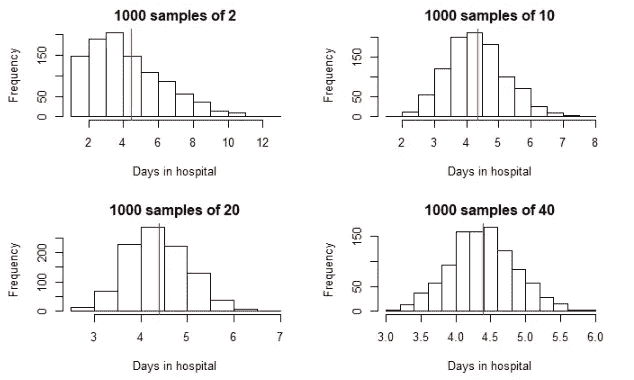 1000 samples of 2
Frequency
0 50 150
2 4 6 8 10 12
Days in hospital
1000 samples of 10
Frequency
0 50 150
2 3 4 5 6 7 8
Days in hospital
1000 samples of 20
Frequency
0 100 200
3 4 5 6 7
Days in hospital
1000 samples of 40
Frequency
0 50 150
3.0 3.5 4.0 4.5 5.0 5.5 6.0
Days in hospital